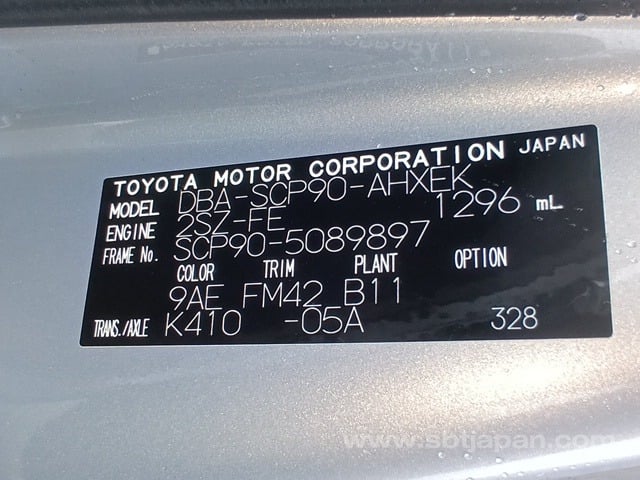 TOYOTA MOTOR CORPORATION JAPAN
MODEL DBA-SCP90-AHXEK
ENGINE 2SZ-FE 1296 mL
FRAME No. SCP90-5089897
COLOR TRIM PLANT OPTION
9AE FM42 B11
TRANS./AXLE K410 -05A 328
www.sbtjapan.com